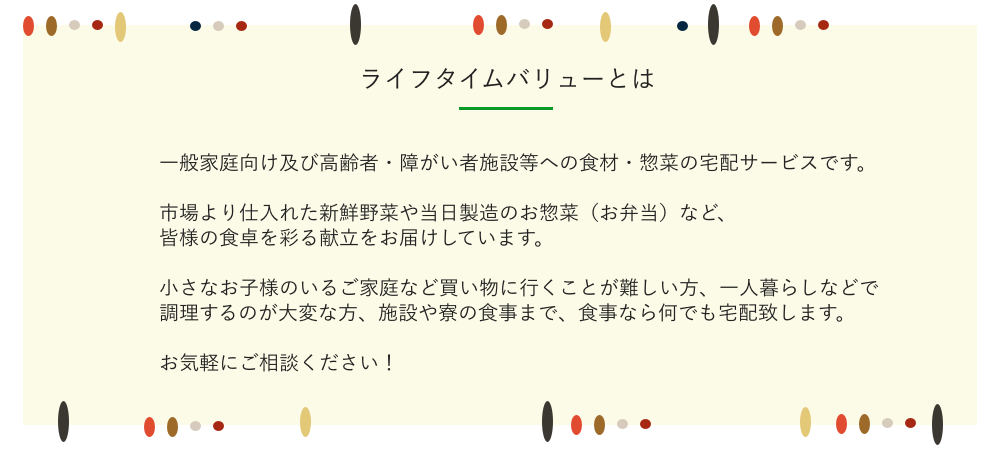 ライフタイムバリューとは
一般家庭向け及び高齢者・障がい者施設等への食材・惣菜の宅配サービスです。
市場より仕入れた新鮮野菜や当日製造のお惣菜（お弁当）など、
皆様の食卓を彩る献立をお届けしています。
小さなお子様のいるご家庭など買い物に行くことが難しい方、一人暮らしなどで
調理するのが大変な方、施設や寮の食事まで、食事なら何でも宅配致します。
お気軽にご相談ください！